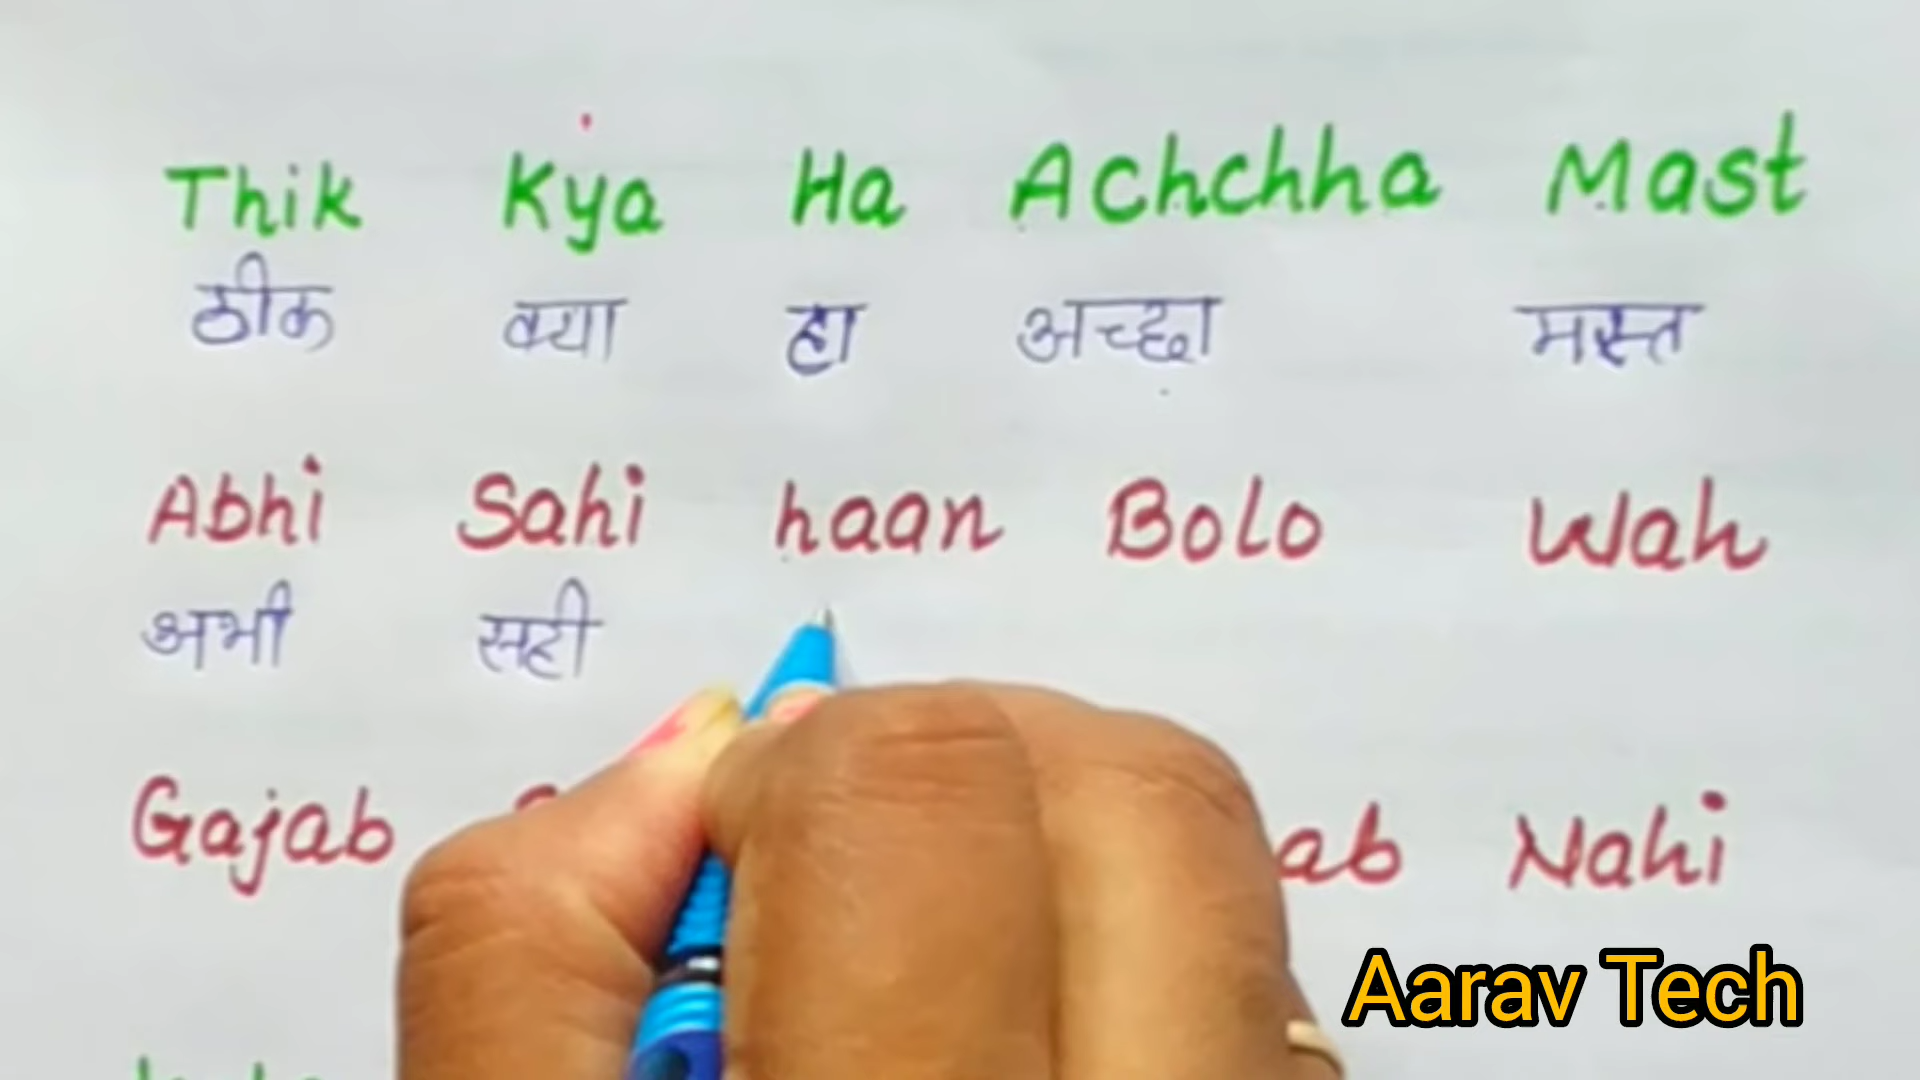 Thik Kya Ha Achchha Mast
ठीक क्या हा अच्छा मस्त
Abhi Sahi haan Bolo Wah
अभी सही
Gajab Nahi
Aarav Tech